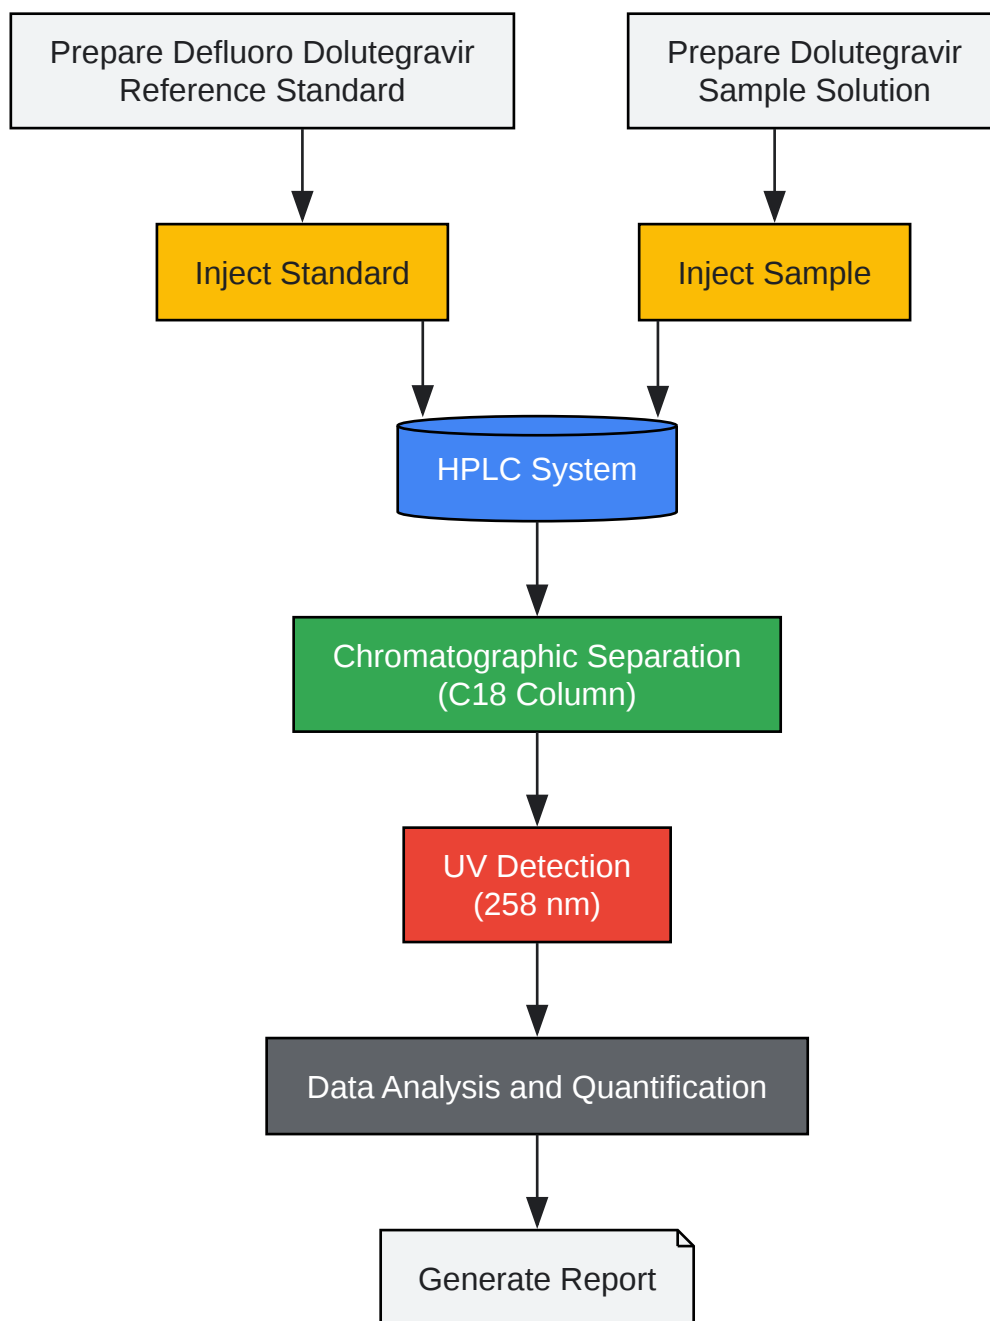 Prepare Defluoro Dolutegravir
Reference Standard
Prepare Dolutegravir
Sample Solution
Inject Standard
Inject Sample
HPLC System
Chromatographic Separation
(C18 Column)
UV Detection
(258 nm)
Data Analysis and Quantification
Generate Report